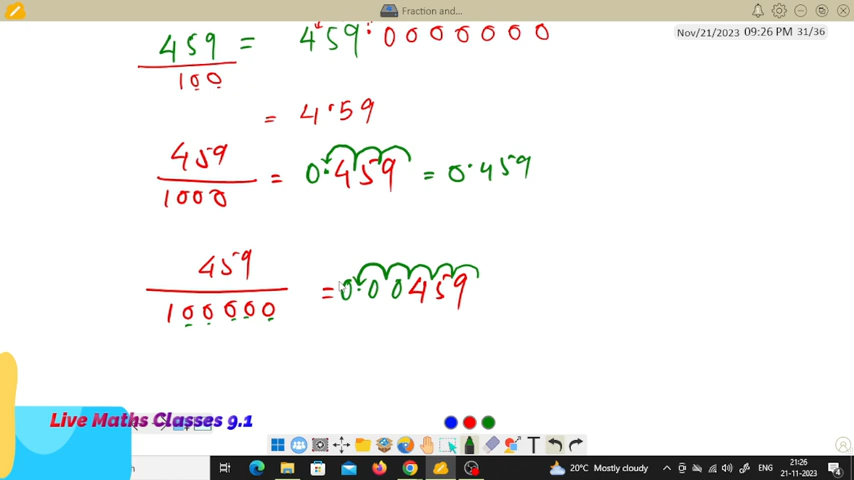 Fraction and...
Nov/21/2023 09:26 PM 31/36
459/100 = 459.0000000
= 4.59
459/1000 = 0.459 = 0.459
459/100000 = 0.00459
Live Maths Classes 9.1
T
h
20°C Mostly cloudy
ENG
21:26
21-11-2023